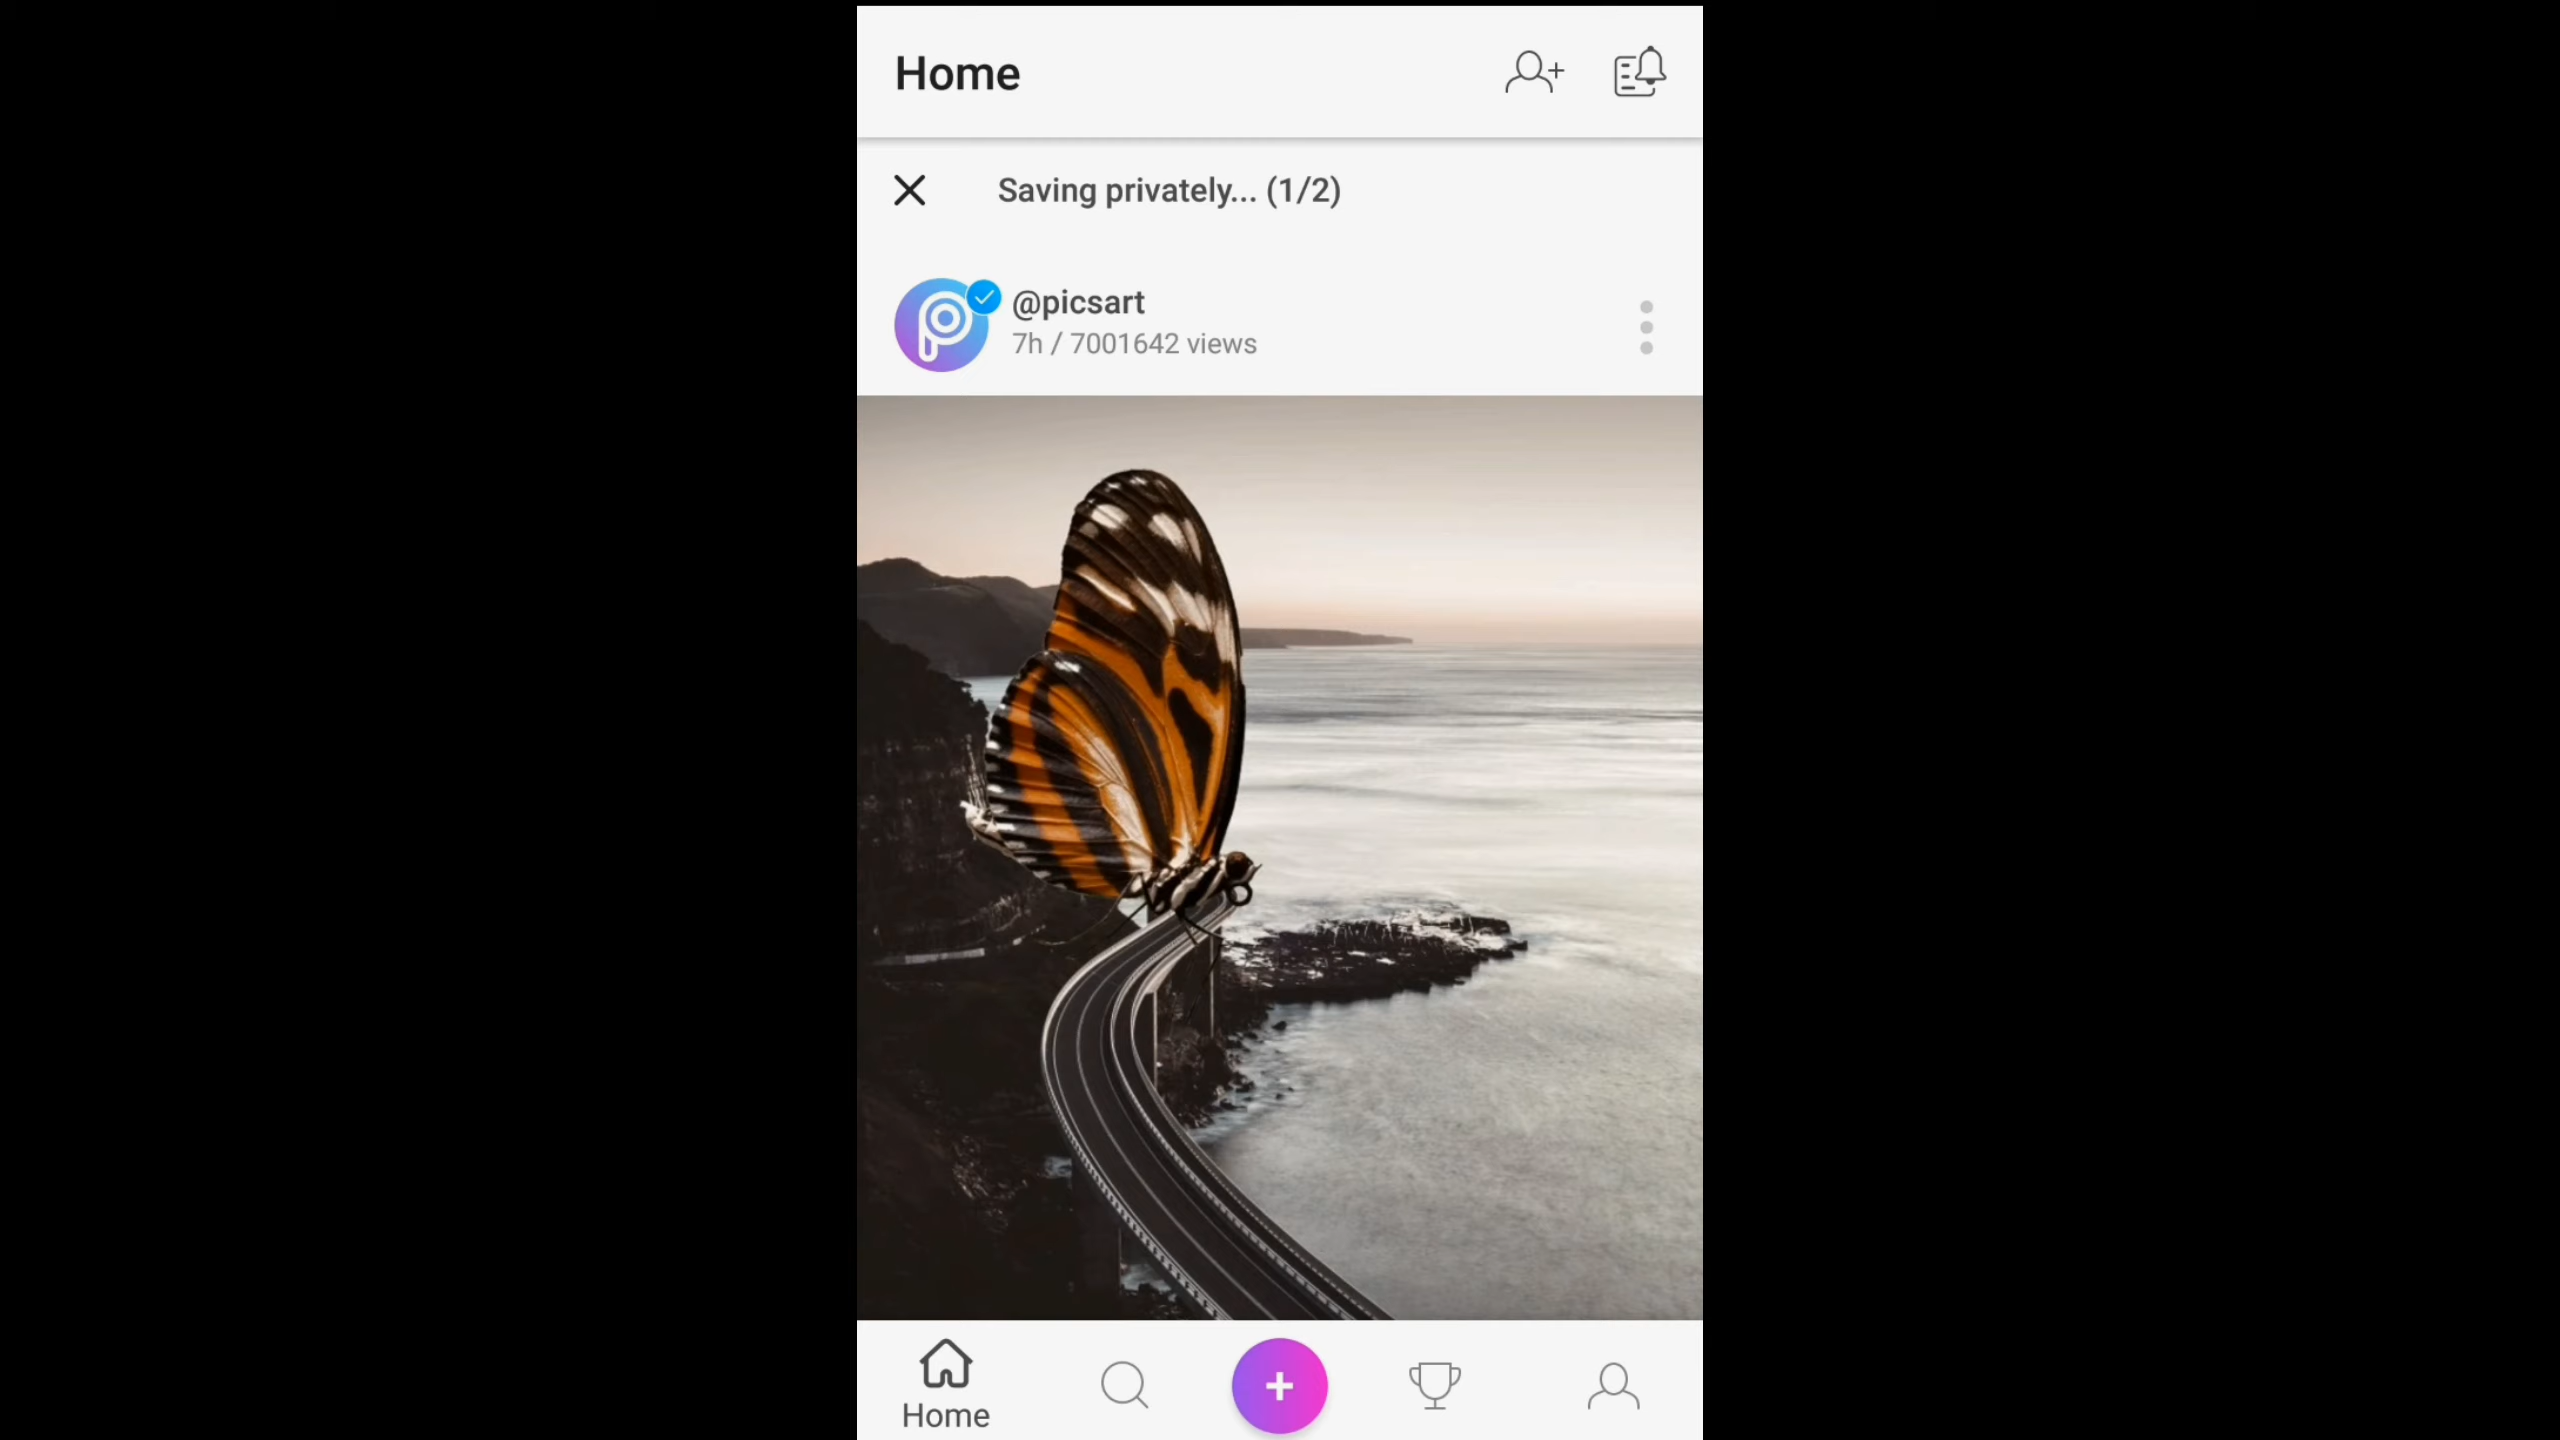 Home
Saving privately... (1/2)
@picsart
7h / 7001642 views
Home